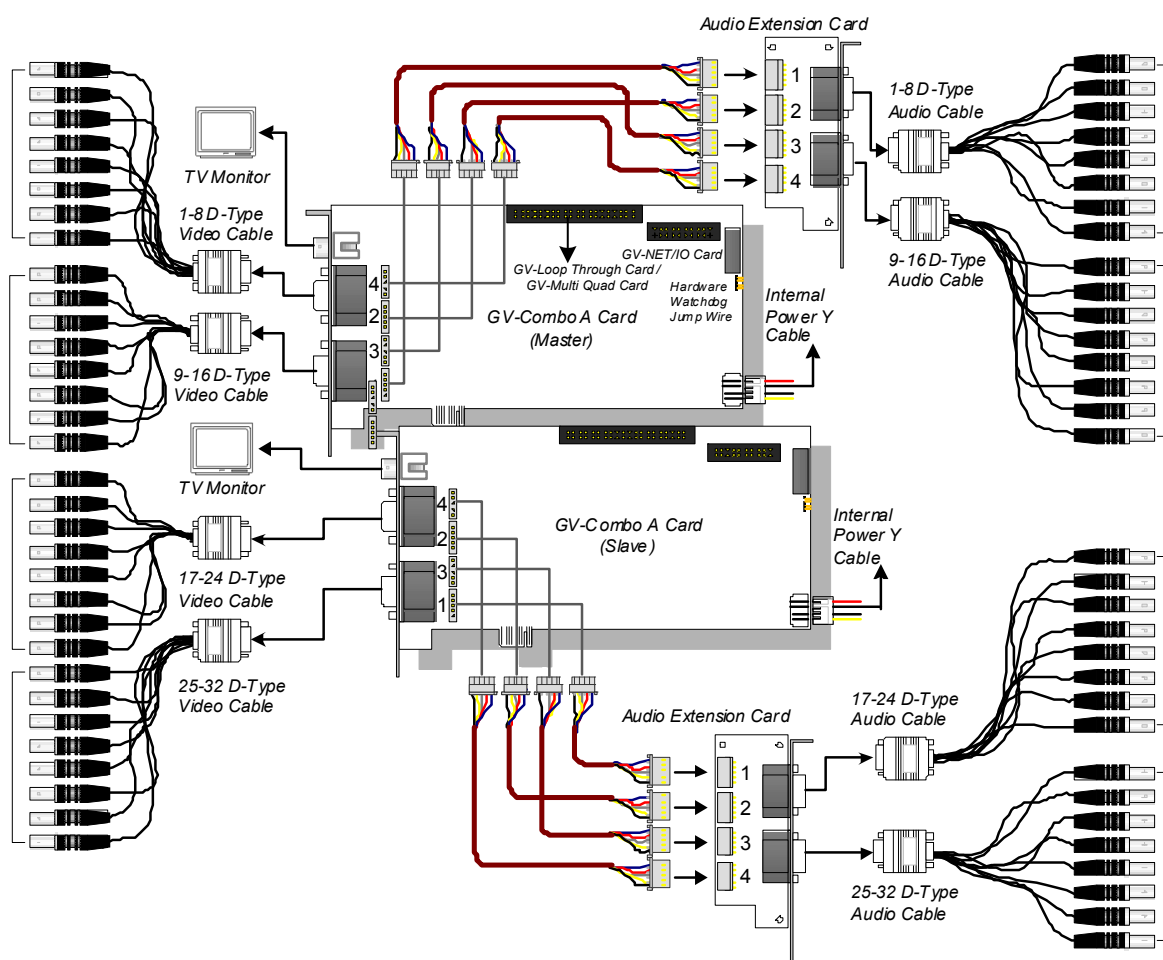 Audio Extension Card
1
2
3
4
1-8 D-Type
Audio Cable
9-16 D-Type
Audio Cable
TV Monitor
1-8 D-Type
Video Cable
9-16 D-Type
Video Cable
GV-Loop Through Card /
GV-Multi Quad Card
GV-NET/IO Card
Hardware
Watchdog
Jump Wire
Internal
Power Y
Cable
GV-Combo A Card
(Master)
4
2
3
TV Monitor
17-24 D-Type
Video Cable
25-32 D-Type
Video Cable
4
2
3
1
GV-Combo A Card
(Slave)
Internal
Power Y
Cable
Audio Extension Card
1
2
3
4
17-24 D-Type
Audio Cable
25-32 D-Type
Audio Cable